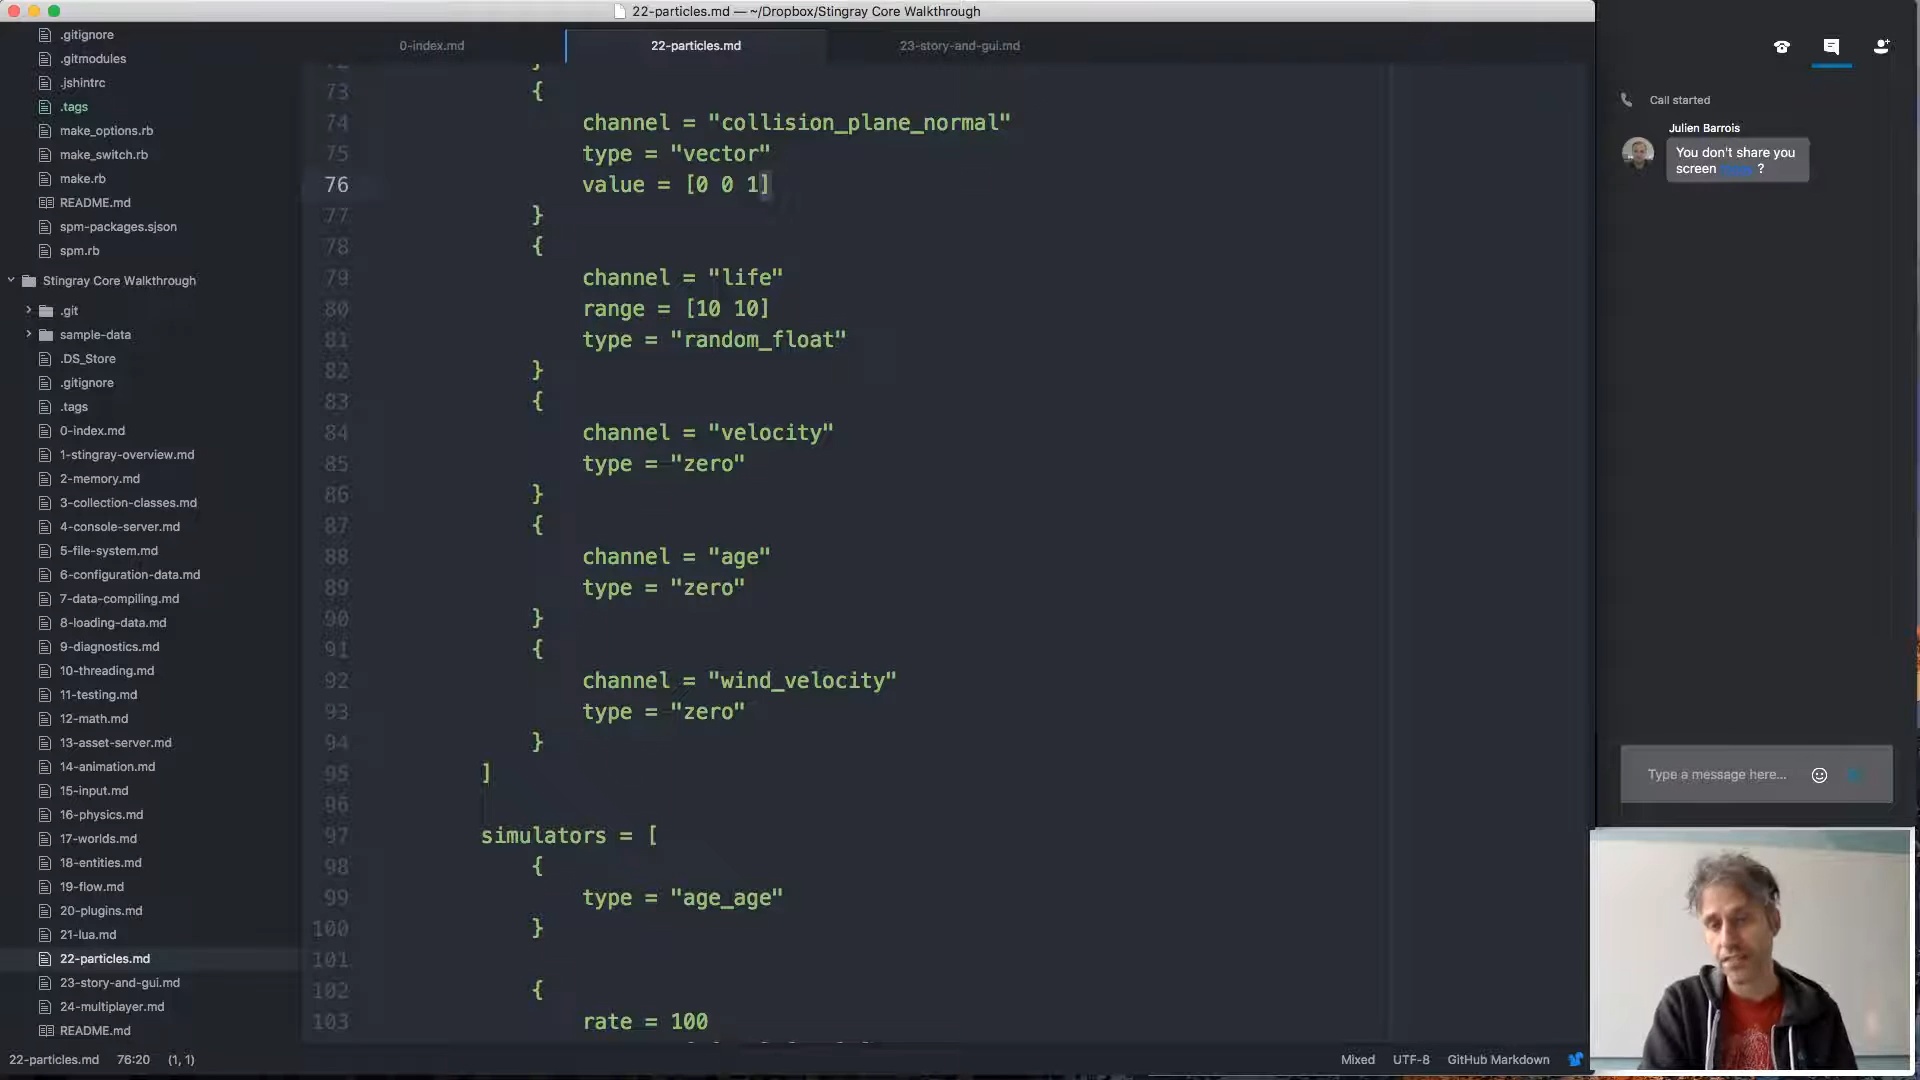 22-particles.md — ~/Dropbox/Stingray Core Walkthrough
0-index.md
22-particles.md
23-story-and-gui.md
.gitignore
.gitmodules
.jshintrc
.tags
make_options.rb
make_switch.rb
make.rb
README.md
spm-packages.sjson
spm.rb
Stingray Core Walkthrough
.git
sample-data
.DS_Store
.gitignore
.tags
0-index.md
1-stingray-overview.md
2-memory.md
3-collection-classes.md
4-console-server.md
5-file-system.md
6-configuration-data.md
7-data-compiling.md
8-loading-data.md
9-diagnostics.md
10-threading.md
11-testing.md
12-math.md
13-asset-server.md
14-animation.md
15-input.md
16-physics.md
17-worlds.md
18-entities.md
19-flow.md
20-plugins.md
21-lua.md
22-particles.md
23-story-and-gui.md
24-multiplayer.md
README.md
73 {
74 channel = "collision_plane_normal"
75 type = "vector"
76 value = [0 0 1]
77 }
78 {
79 channel = "life"
80 range = [10 10]
81 type = "random_float"
82 }
83 {
84 channel = "velocity"
85 type = "zero"
86 }
87 {
88 channel = "age"
89 type = "zero"
90 }
91 {
92 channel = "wind_velocity"
93 type = "zero"
94 }
95 ]
96
97 simulators = [
98 {
99 type = "age_age"
100 }
101
102 {
103 rate = 100
22-particles.md 76:20 (1, 1)
Mixed UTF-8 GitHub Markdown
Call started
Julien Barrois
You don't share you
screen ?
Type a message here...